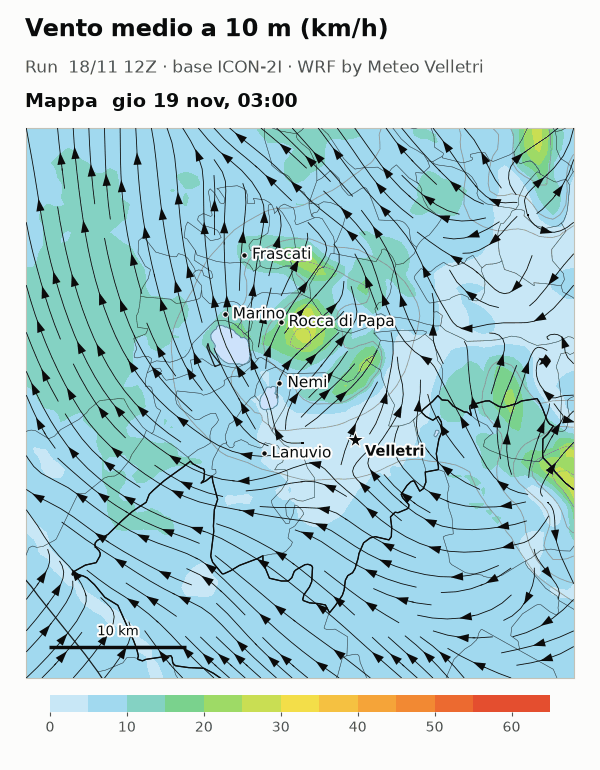 Vento medio a 10 m (km/h)
Run  18/11 12Z · base ICON-2I · WRF by Meteo Velletri
Mappa  gio 19 nov, 03:00
Frascati
Marino
Rocca di Papa
Nemi
Lanuvio
Velletri
10 km
0 10 20 30 40 50 60